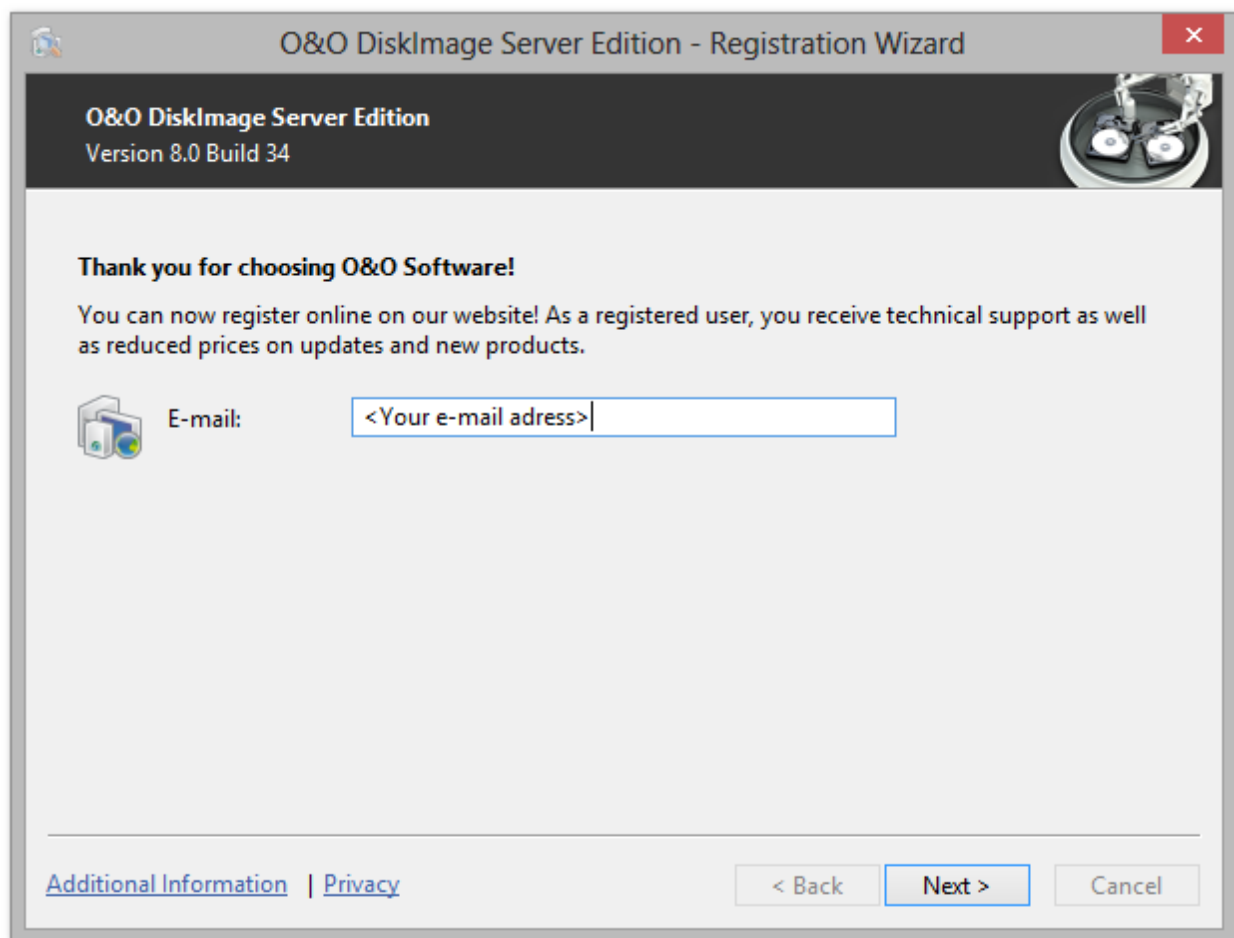 O&O DiskImage Server Edition - Registration Wizard
O&O DiskImage Server Edition
Version 8.0 Build 34
Thank you for choosing O&O Software!
You can now register online on our website! As a registered user, you receive technical support as well
as reduced prices on updates and new products.
E-mail: <Your e-mail adress>
Additional Information | Privacy < Back Next > Cancel